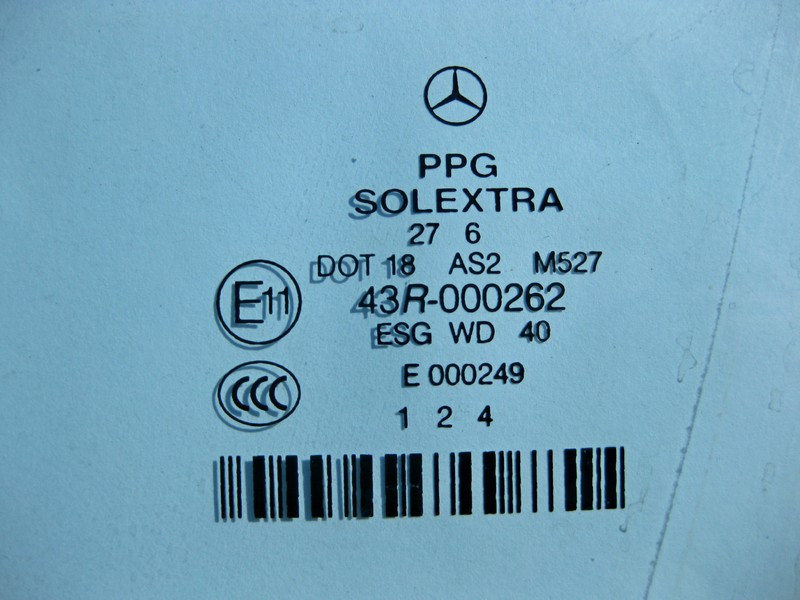 PPG
SOLEXTRA
27 6
DOT 18 AS2 M527
E11 43R-000262
ESG WD 40
CCC E 000249
1 2 4